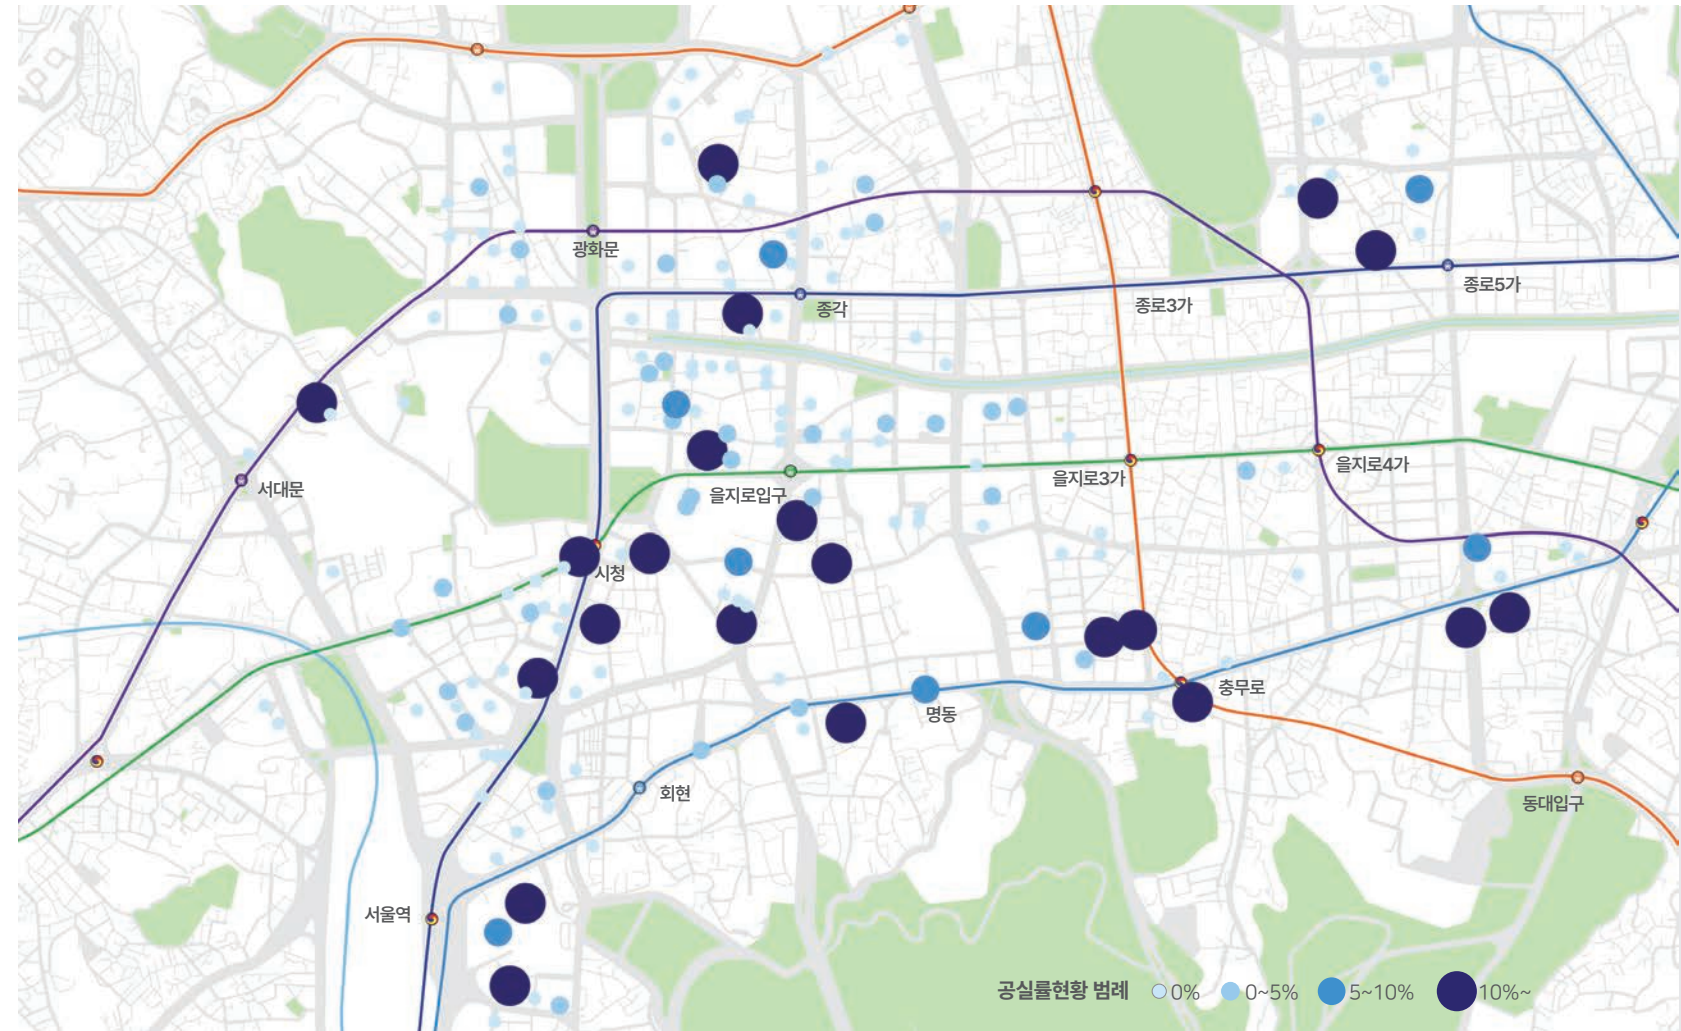 광화문
종각
종로3가
종로5가
서대문
을지로입구
을지로3가
을지로4가
시청
명동
충무로
회현
동대입구
서울역
공실률현황 범례 0% 0~5% 5~10% 10%~